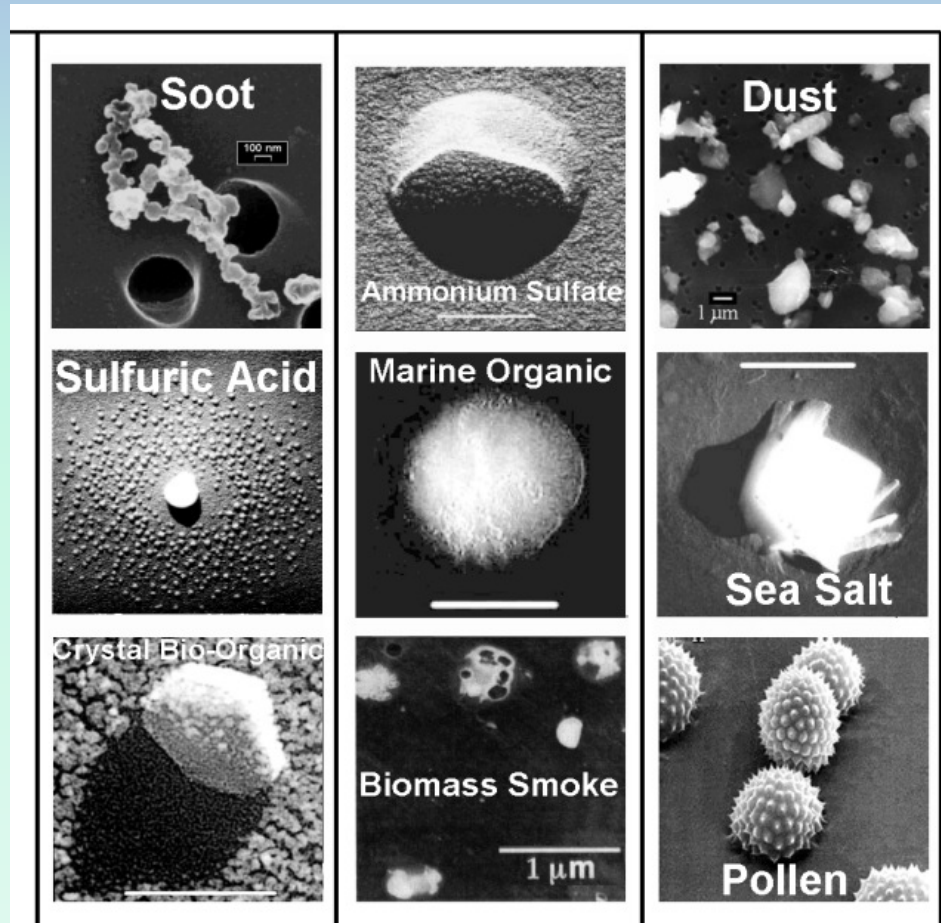 Soot
100 nm
Ammonium Sulfate
Dust
1 μm
Sulfuric Acid
Marine Organic
Sea Salt
Crystal Bio-Organic
Biomass Smoke
1 μm
Pollen